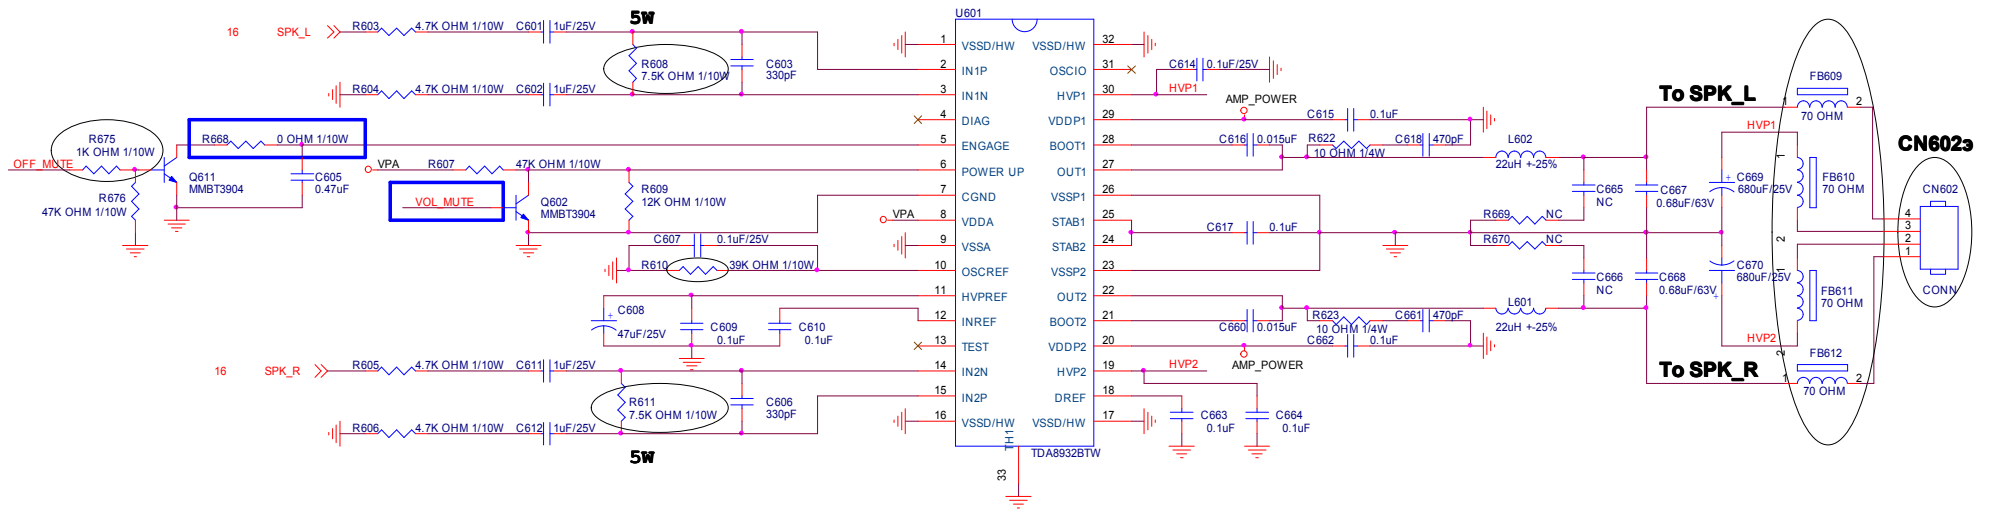 5W
16 SPK_L R603 4.7K OHM 1/10W C601 1uF/25V
R608
7.5K OHM 1/10W
C603
330pF
R604 4.7K OHM 1/10W C602 1uF/25V
R675
1K OHM 1/10W
OFF_MUTE
R676
47K OHM 1/10W
Q611
MMBT3904
R668 0 OHM 1/10W
C605
0.47uF
VPA R607 47K OHM 1/10W
VOL_MUTE
Q602
MMBT3904
R609
12K OHM 1/10W
VPA
C607 0.1uF/25V
R610 39K OHM 1/10W
C608
47uF/25V
C609
0.1uF
C610
0.1uF
16 SPK_R R605 4.7K OHM 1/10W C611 1uF/25V
R611
7.5K OHM 1/10W
C606
330pF
R606 4.7K OHM 1/10W C612 1uF/25V
5W
U601
1 VSSD/HW VSSD/HW 32
2 IN1P OSCIO 31
3 IN1N HVP1 30
4 DIAG VDDP1 29
5 ENGAGE BOOT1 28
6 POWER UP OUT1 27
7 CGND VSSP1 26
8 VDDA STAB1 25
9 VSSA STAB2 24
10 OSCREF VSSP2 23
11 HVPREF OUT2 22
12 INREF BOOT2 21
13 TEST VDDP2 20
14 IN2N HVP2 19
15 IN2P DREF 18
16 VSSD/HW VSSD/HW 17
TH1
TDA8932BTW
33
C614 0.1uF/25V
HVP1
AMP_POWER
C615 0.1uF
C616 0.015uF
R622
10 OHM 1/4W
C618 470pF
L602
22uH +-25%
C617 0.1uF
C665
NC
C667
0.68uF/63V
R669 NC
R670 NC
C666
NC
C668
0.68uF/63V
L601
22uH +-25%
C660 0.015uF
R623
10 OHM 1/4W
C661 470pF
C662 0.1uF
AMP_POWER
HVP2
C663
0.1uF
C664
0.1uF
To SPK_L
HVP1
+
C669
680uF/25V
C670
680uF/25V
+
HVP2
To SPK_R
FB609
1 2
70 OHM
1
FB610
70 OHM
2
1
FB611
70 OHM
2
FB612
1 2
70 OHM
CN602з
CN602
4
3
2
1
CONN